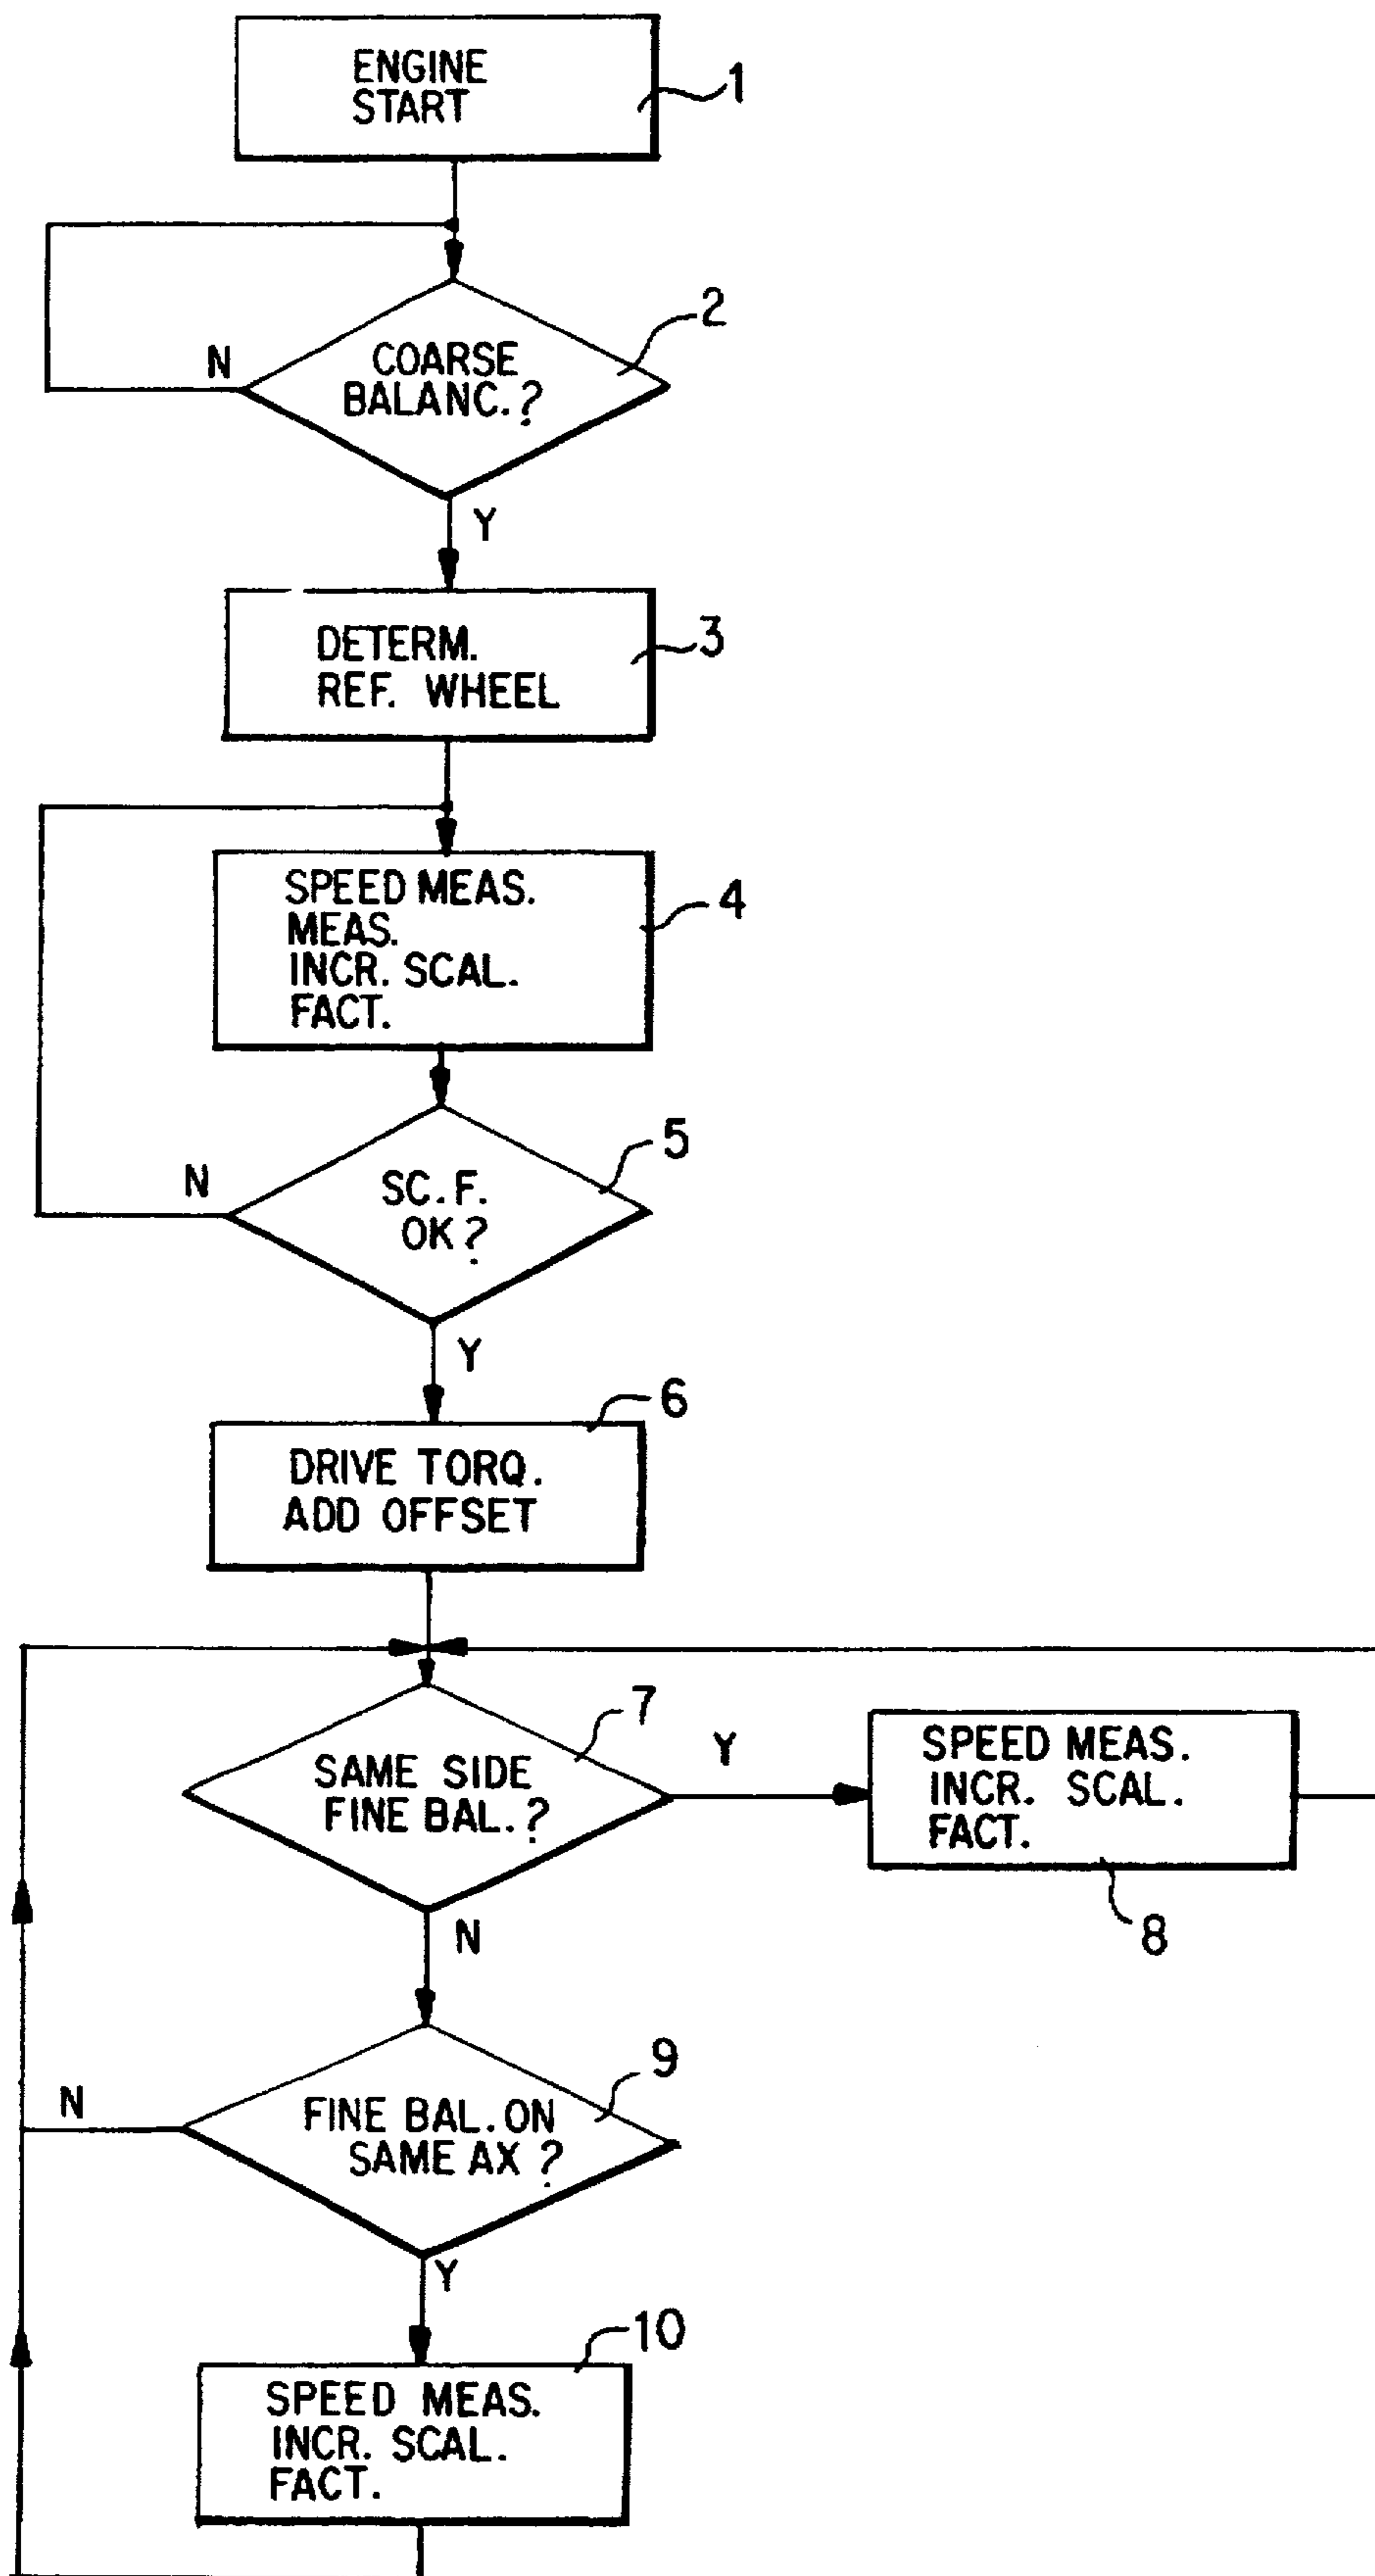 ENGINE
START
1
2
N
COARSE
BALANC.?
Y
DETERM.
REF. WHEEL
3
SPEED MEAS.
MEAS.
INCR. SCAL.
FACT.
4
5
N
SC. F.
OK?
Y
6
DRIVE TORQ.
ADD OFFSET
7
SAME SIDE
FINE BAL.?
Y
SPEED MEAS.
INCR. SCAL.
FACT.
8
N
9
N
FINE BAL. ON
SAME AX ?
Y
10
SPEED MEAS.
INCR. SCAL.
FACT.